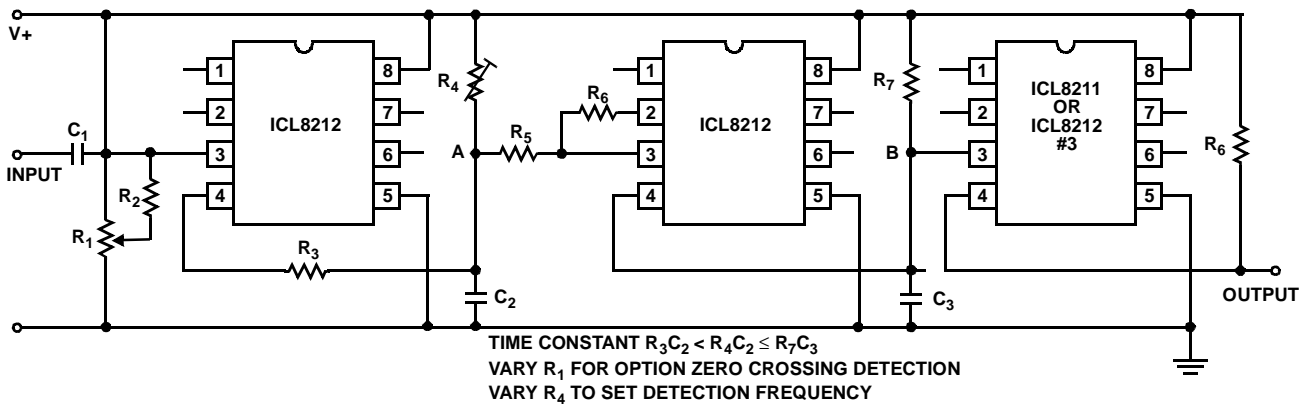 V+
INPUT
C1
R1
R2
1
2
3
4
ICL8212
8
7
6
5
R3
R4
A
C2
R5
R6
1
2
3
4
ICL8212
8
7
6
5
R7
B
C3
1
2
3
4
ICL8211
OR
ICL8212
#3
8
7
6
5
R6
OUTPUT
TIME CONSTANT R3C2 < R4C2 ≤ R7C3
VARY R1 FOR OPTION ZERO CROSSING DETECTION
VARY R4 TO SET DETECTION FREQUENCY